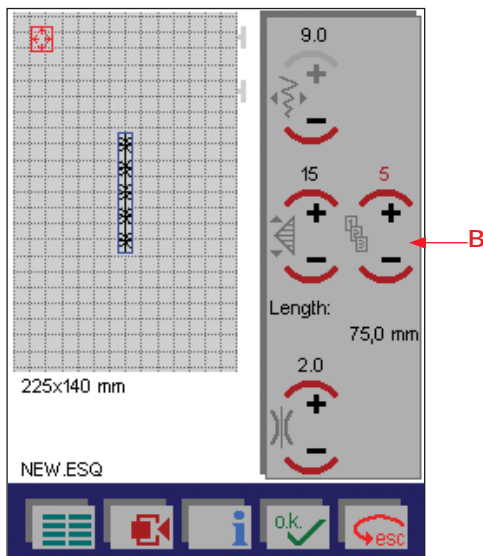 9.0
+
−
15
5
+
+
−
−
B
Length:
75,0 mm
2.0
+
−
225x140 mm
NEW.ESQ
i
o.k.
esc